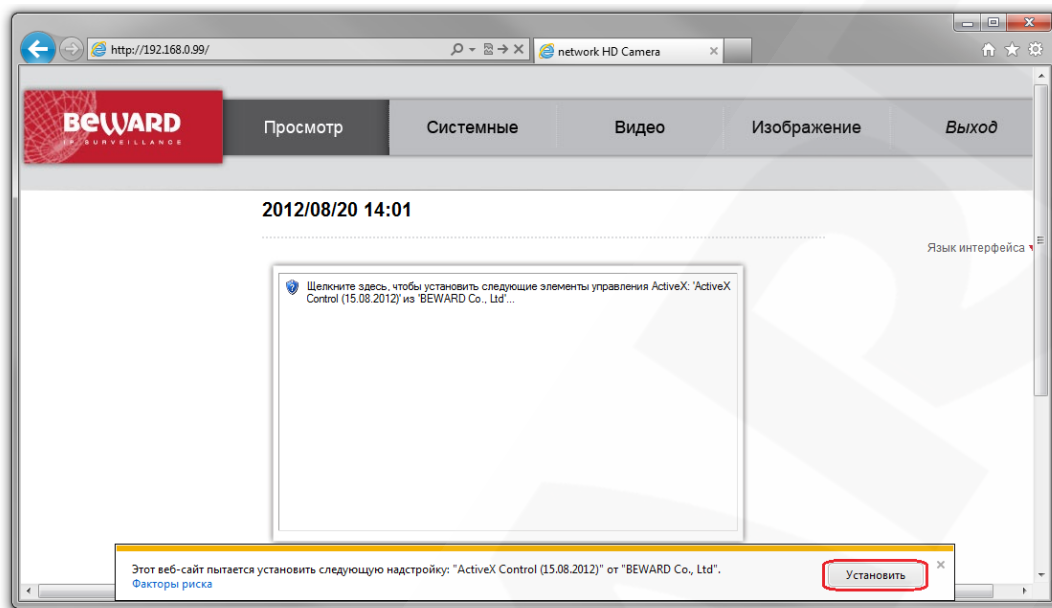 http://192.168.0.99/
network HD Camera
BEWARD
IP SURVEILLANCE
Просмотр
Системные
Видео
Изображение
Выход
2012/08/20 14:01
Язык интерфейса
Щелкните здесь, чтобы установить следующие элементы управления ActiveX: 'ActiveX
Control (15.08.2012)' из 'BEWARD Co., Ltd'...
Этот веб-сайт пытается установить следующую надстройку: "ActiveX Control (15.08.2012)" от "BEWARD Co., Ltd".
Факторы риска
Установить